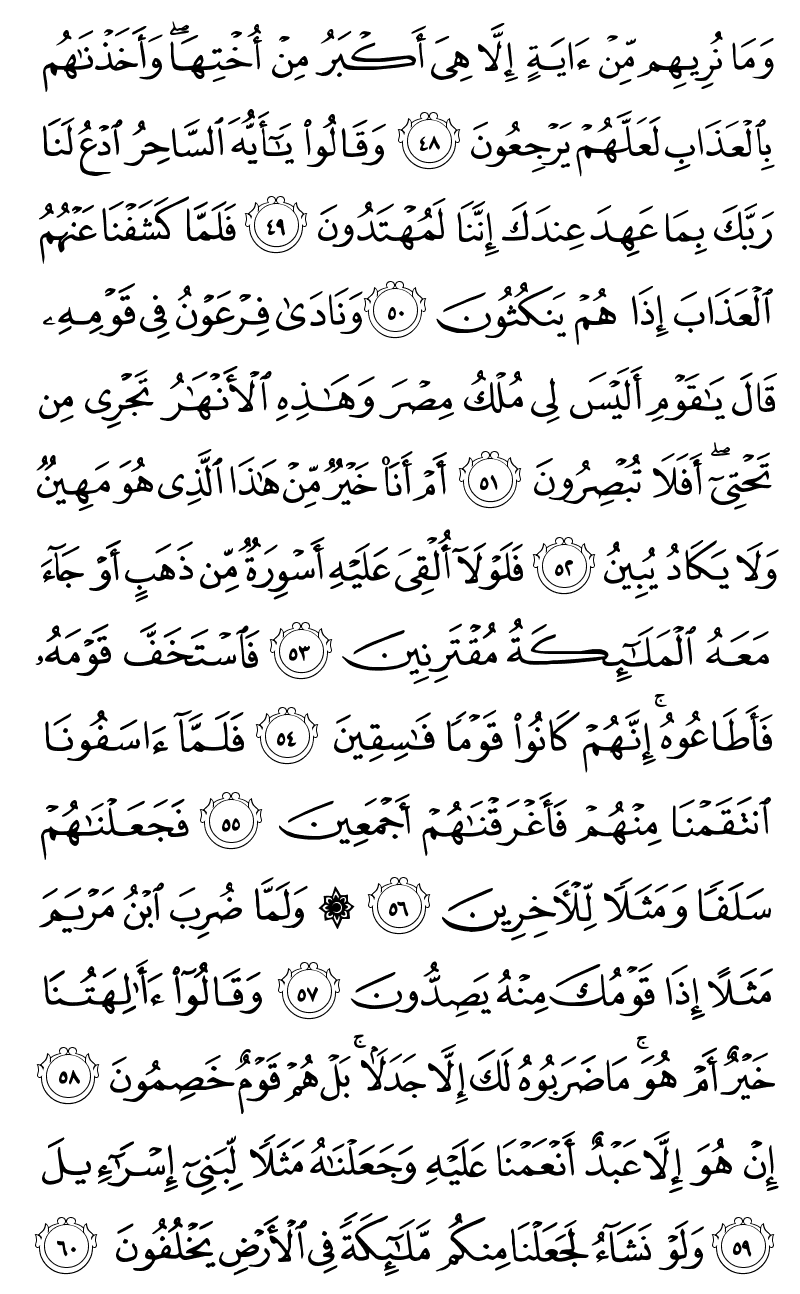 وَمَا نُرِيهِم مِّنْ ءَايَةٍ إِلَّا هِىَ أَكْبَرُ مِنْ أُخْتِهَا ۖ وَأَخَذْنَٰهُم
بِٱلْعَذَابِ لَعَلَّهُمْ يَرْجِعُونَ ٤٨ وَقَالُوا۟ يَٰٓأَيُّهَ ٱلسَّاحِرُ ٱدْعُ لَنَا
رَبَّكَ بِمَا عَهِدَ عِندَكَ إِنَّنَا لَمُهْتَدُونَ ٤٩ فَلَمَّا كَشَفْنَا عَنْهُمُ
ٱلْعَذَابَ إِذَا هُمْ يَنكُثُونَ ٥٠ وَنَادَىٰ فِرْعَوْنُ فِى قَوْمِهِۦ
قَالَ يَٰقَوْمِ أَلَيْسَ لِى مُلْكُ مِصْرَ وَهَٰذِهِ ٱلْأَنْهَٰرُ تَجْرِى مِن
تَحْتِىٓ ۖ أَفَلَا تُبْصِرُونَ ٥١ أَمْ أَنَا۠ خَيْرٌ مِّنْ هَٰذَا ٱلَّذِى هُوَ مَهِينٌ
وَلَا يَكَادُ يُبِينُ ٥٢ فَلَوْلَآ أُلْقِىَ عَلَيْهِ أَسْوِرَةٌ مِّن ذَهَبٍ أَوْ جَآءَ
مَعَهُ ٱلْمَلَٰٓئِكَةُ مُقْتَرِنِينَ ٥٣ فَٱسْتَخَفَّ قَوْمَهُۥ
فَأَطَاعُوهُ ۚ إِنَّهُمْ كَانُوا۟ قَوْمًا فَٰسِقِينَ ٥٤ فَلَمَّآ ءَاسَفُونَا
ٱنتَقَمْنَا مِنْهُمْ فَأَغْرَقْنَٰهُمْ أَجْمَعِينَ ٥٥ فَجَعَلْنَٰهُمْ
سَلَفًا وَمَثَلًا لِّلْـَٔاخِرِينَ ٥٦ ۞ وَلَمَّا ضُرِبَ ٱبْنُ مَرْيَمَ
مَثَلًا إِذَا قَوْمُكَ مِنْهُ يَصِدُّونَ ٥٧ وَقَالُوٓا۟ ءَأَٰلِهَتُنَا
خَيْرٌ أَمْ هُوَ ۚ مَا ضَرَبُوهُ لَكَ إِلَّا جَدَلًۢا ۚ بَلْ هُمْ قَوْمٌ خَصِمُونَ ٥٨
إِنْ هُوَ إِلَّا عَبْدٌ أَنْعَمْنَا عَلَيْهِ وَجَعَلْنَٰهُ مَثَلًا لِّبَنِىٓ إِسْرَٰٓءِيلَ
٥٩ وَلَوْ نَشَآءُ لَجَعَلْنَا مِنكُم مَّلَٰٓئِكَةً فِى ٱلْأَرْضِ يَخْلُفُونَ ٦٠